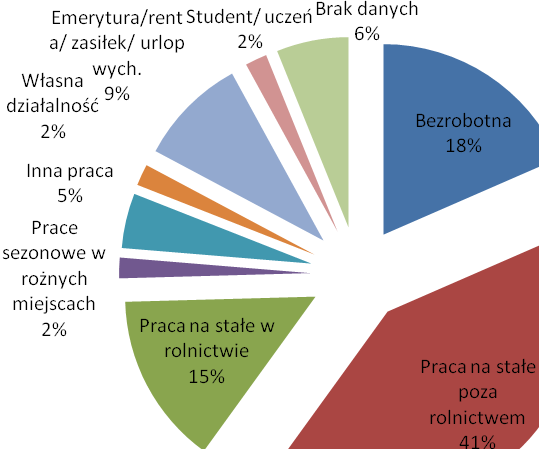 Brak danych
6%
Emerytura/rent
a/ zasiłek/ urlop
wych.
9%
Student/ uczeń
2%
Własna
działalność
2%
Inna praca
5%
Prace
sezonowe w
rożnych
miejscach
2%
Bezrobotna
18%
Praca na stałe w
rolnictwie
15%
Praca na stałe
poza
rolnictwem
41%